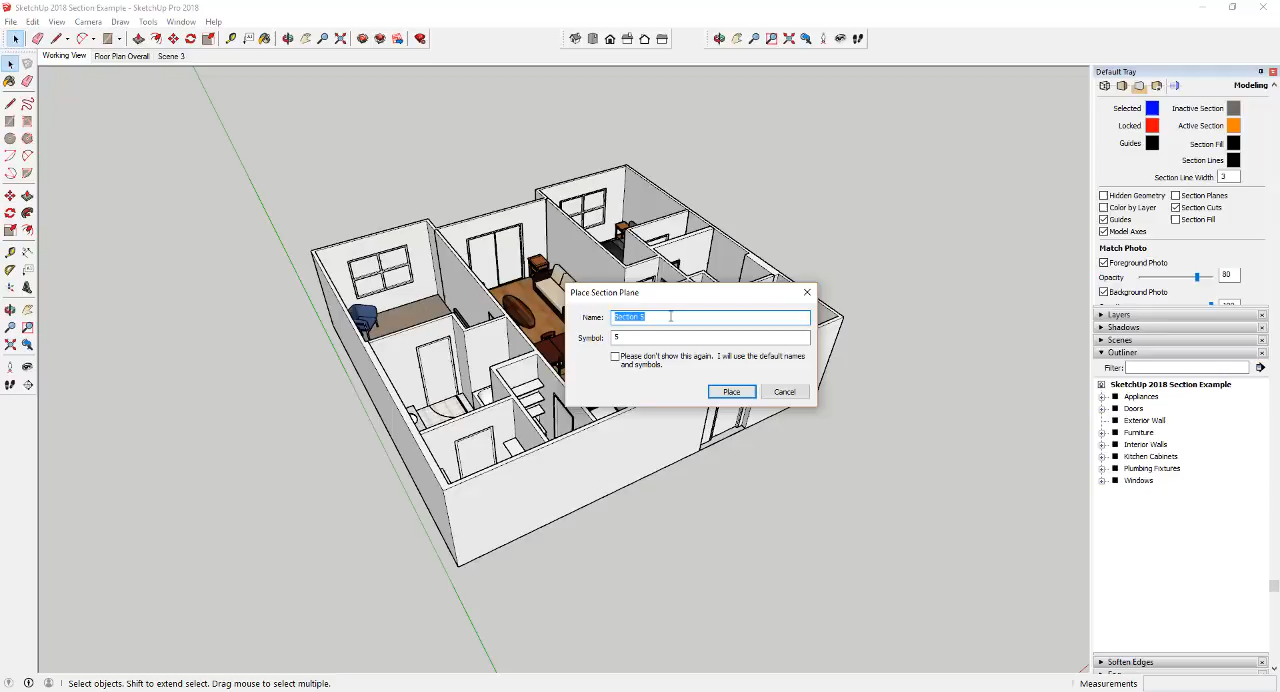 SketchUp 2018 Section Example - SketchUp Pro 2018
File Edit View Camera Draw Tools Window Help
Working View Floor Plan Overall Scene 3
Default Tray
Modeling
Selected Inactive Section
Locked Active Section
Guides Section Fill
Section Lines
Section Line Width 3
Hidden Geometry Section Planes
Color by Layer Section Cuts
Guides Section Fill
Model Axes
Match Photo
Foreground Photo
Opacity 80
Background Photo
Layers
Shadows
Scenes
Outliner
Filter:
SketchUp 2018 Section Example
Appliances
Doors
Exterior Wall
Furniture
Interior Walls
Kitchen Cabinets
Plumbing Fixtures
Windows
Soften Edges
Place Section Plane
Name: Section 5
Symbol: 5
Please don't show this again. I will use the default names
and symbols.
Place Cancel
Select objects. Shift to extend select. Drag mouse to select multiple.
Measurements